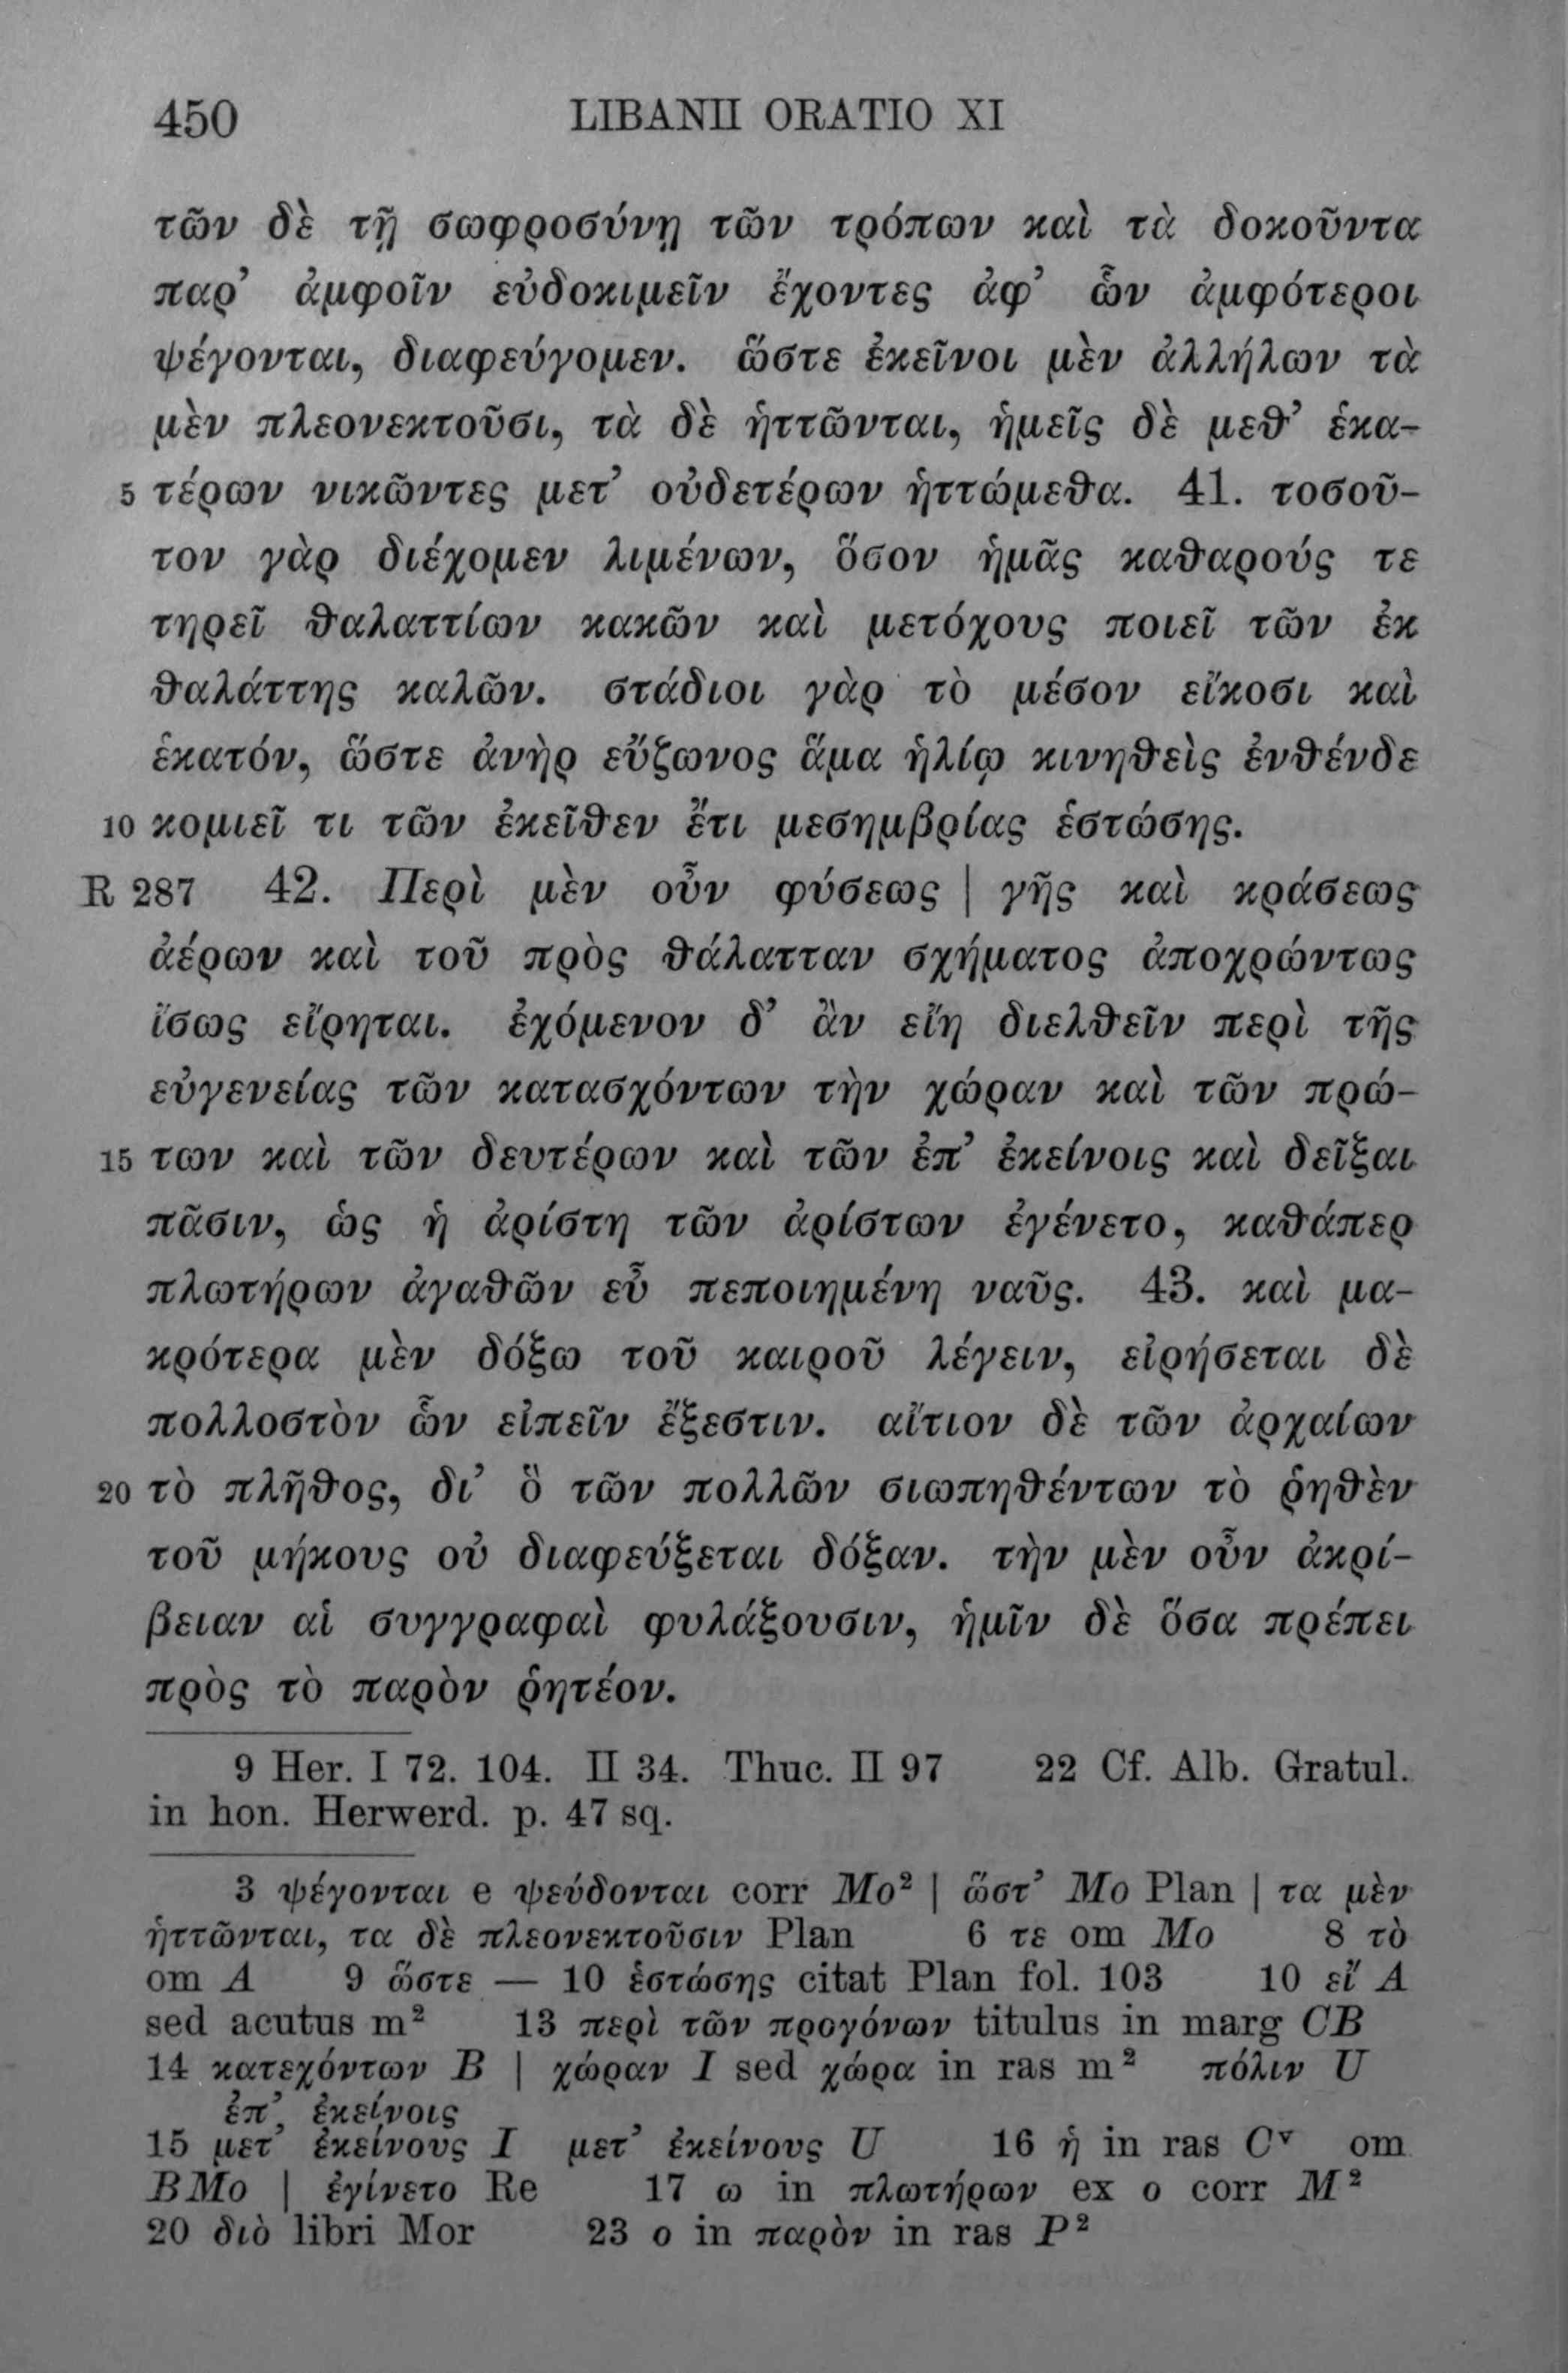 450 LIBANII ORATIO XI
τῶν δὲ τῇ σωφροσύνῃ τῶν τρόπων καὶ τὰ δοκοῦντα
παρ’ ἀμφοῖν εὐδοκιμεῖν ἔχοντες ἀφ’ ὧν ἀμφότεροι
ψέγονται, διαφεύγομεν. ὥστε ἐκεῖνοι μὲν ἀλλήλων τὰ
μὲν πλεονεκτοῦσι, τὰ δὲ ἡττῶνται, ἡμεῖς δὲ μεθ’ ἑκα-
5 τέρων νικῶντες μετ’ οὐδετέρων ἡττώμεθα. 41. τοσοῦ-
τον γὰρ διέχομεν λιμένων, ὅσον ἡμᾶς καθαρούς τε
τηρεῖ θαλαττίων κακῶν καὶ μετόχους ποιεῖ τῶν ἐκ
θαλάττης καλῶν. στάδιοι γὰρ τὸ μέσον εἴκοσι καὶ
ἑκατόν, ὥστε ἀνὴρ εὔζωνος ἅμα ἡλίῳ κινηθεὶς ἐνθένδε
10 κομιεῖ τι τῶν ἐκεῖθεν ἔτι μεσημβρίας ἑστώσης.
R 287 42. Περὶ μὲν οὖν φύσεως | γῆς καὶ κράσεως
ἀέρων καὶ τοῦ πρὸς θάλατταν σχήματος ἀποχρώντως
ἴσως εἴρηται. ἐχόμενον δ’ ἂν εἴη διελθεῖν περὶ τῆς
εὐγενείας τῶν κατασχόντων τὴν χώραν καὶ τῶν πρώ-
15 των καὶ τῶν δευτέρων καὶ τῶν ἐπ’ ἐκείνοις καὶ δεῖξαι
πᾶσιν, ὡς ἡ ἀρίστη τῶν ἀρίστων ἐγένετο, καθάπερ
πλωτήρων ἀγαθῶν εὖ πεποιημένη ναῦς. 43. καὶ μα-
κρότερα μὲν δόξω τοῦ καιροῦ λέγειν, εἰρήσεται δὲ
πολλοστὸν ὧν εἰπεῖν ἔξεστιν. αἴτιον δὲ τῶν ἀρχαίων
20 τὸ πλῆθος, δι’ ὃ τῶν πολλῶν σιωπηθέντων τὸ ῥηθὲν
τοῦ μήκους οὐ διαφεύξεται δόξαν. τὴν μὲν οὖν ἀκρί-
βειαν αἱ συγγραφαὶ φυλάξουσιν, ἡμῖν δὲ ὅσα πρέπει
πρὸς τὸ παρὸν ῥητέον.
9 Her. I 72. 104. II 34. Thuc. II 97 22 Cf. Alb. Gratul.
in hon. Herwerd. p. 47 sq.
3 ψέγονται e ψεύδονται corr Mo² | ὥστ’ Mo Plan | τα μὲν
ἡττῶνται, τα δὲ πλεονεκτοῦσιν Plan 6 τε om Mo 8 τὸ
om A 9 ὥστε — 10 ἑστώσης citat Plan fol. 103 10 εἴ A
sed acutus m² 13 περὶ τῶν προγόνων titulus in marg CB
14 κατεχόντων B | χώραν I sed χώρα in ras m² πόλιν U
ἐπ’ ἐκείνοις
15 μετ’ ἐκείνους I μετ’ ἐκείνους U 16 ἡ in ras Cᵛ om
BMo | ἐγίνετο Re 17 ω in πλωτήρων ex ο corr M²
20 διὸ libri Mor 23 ο in παρὸν in ras P²